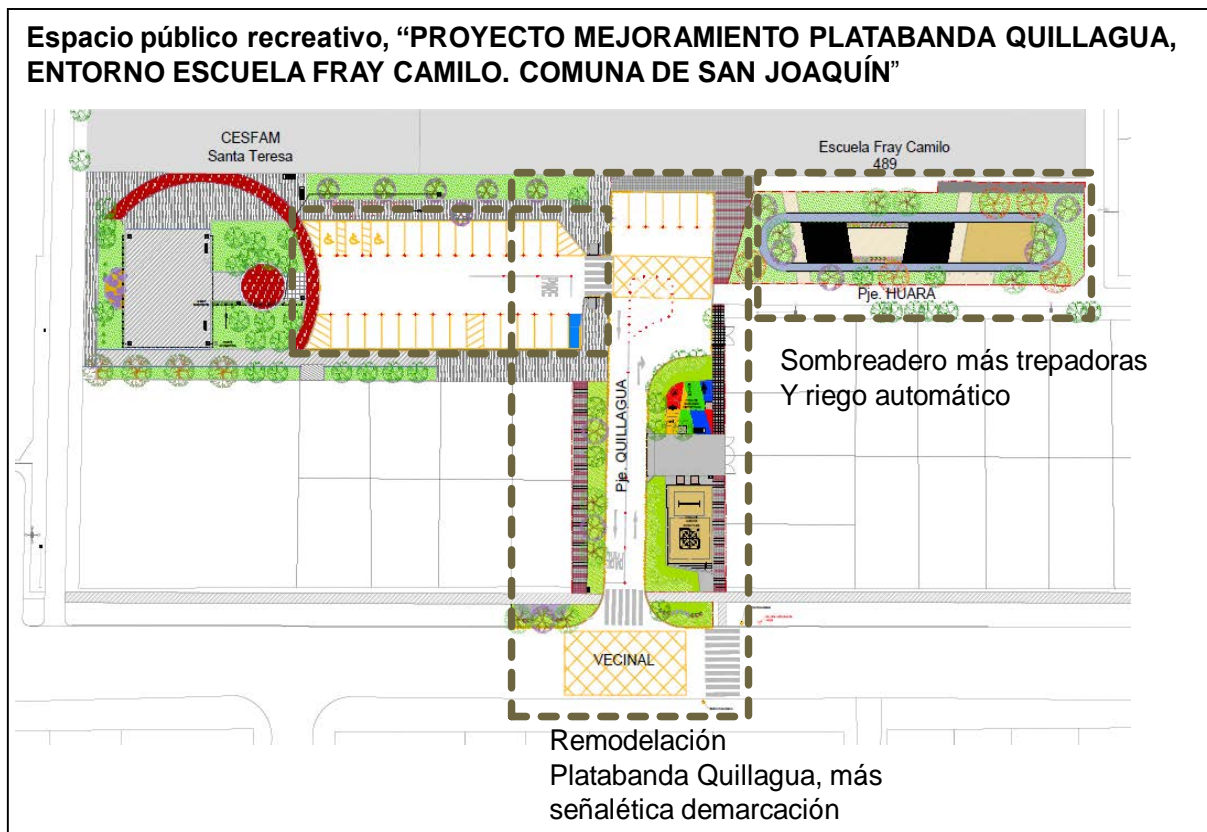 Espacio público recreativo, “PROYECTO MEJORAMIENTO PLATABANDA QUILLAGUA,
ENTORNO ESCUELA FRAY CAMILO. COMUNA DE SAN JOAQUÍN”
CESFAM
Santa Teresa
Escuela Fray Camilo
489
PARE
Pje. HUARA
Sombreadero más trepadoras
Y riego automático
Pje. QUILLAGUA
PARE
VECINAL
Remodelación
Platabanda Quillagua, más
señalética demarcación